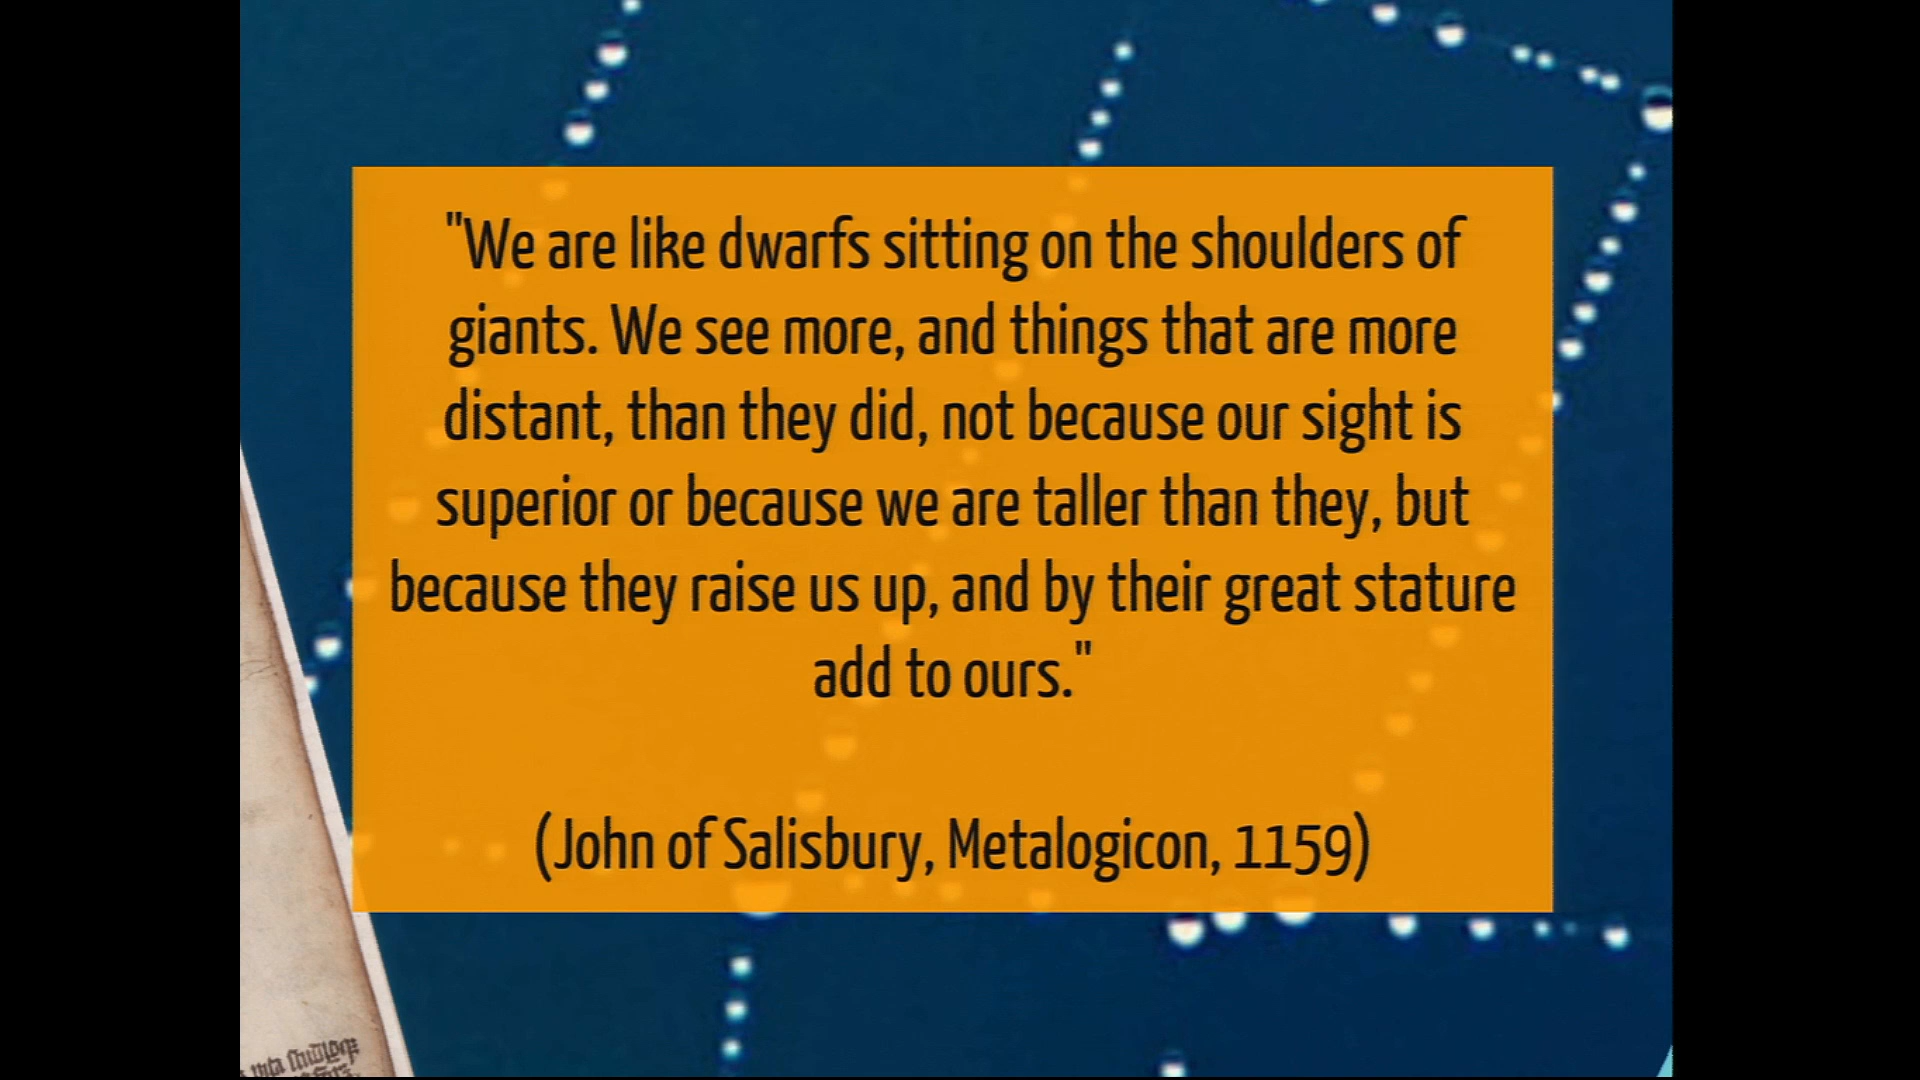 "We are like dwarfs sitting on the shoulders of
giants. We see more, and things that are more
distant, than they did, not because our sight is
superior or because we are taller than they, but
because they raise us up, and by their great stature
add to ours."
(John of Salisbury, Metalogicon, 1159)